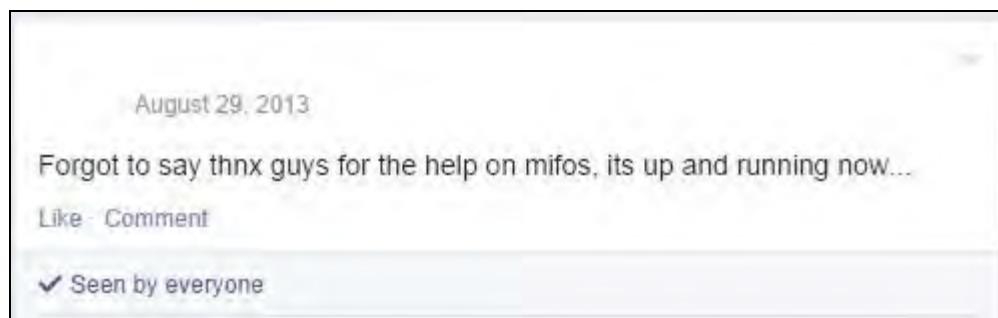 August 29, 2013
Forgot to say thnx guys for the help on mifos, its up and running now...
Like · Comment
✓ Seen by everyone